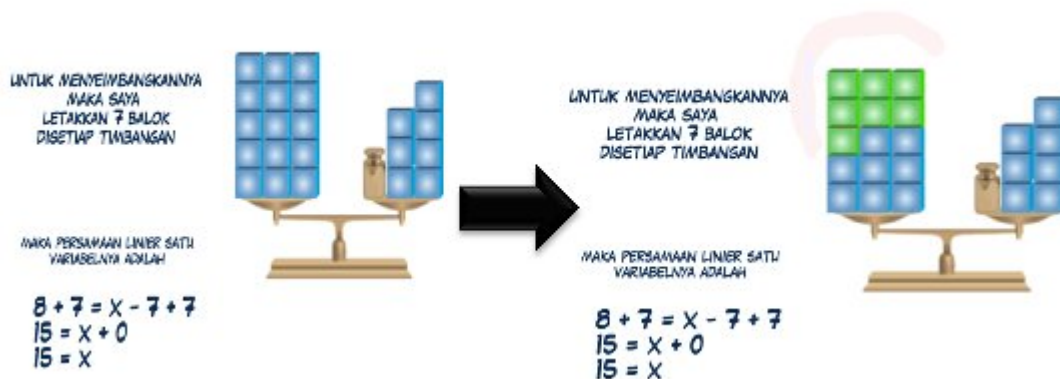 UNTUK MENYEIMBANGKANNYA
MAKA SAYA
LETAKKAN 7 BALOK
DISETIAP TIMBANGAN
MAKA PERSAMAAN LINIER SATU
VARIABELNYA ADALAH
8 + 7 = X - 7 + 7
15 = X + 0
15 = X
UNTUK MENYEIMBANGKANNYA
MAKA SAYA
LETAKKAN 7 BALOK
DISETIAP TIMBANGAN
MAKA PERSAMAAN LINIER SATU
VARIABELNYA ADALAH
8 + 7 = X - 7 + 7
15 = X + 0
15 = X